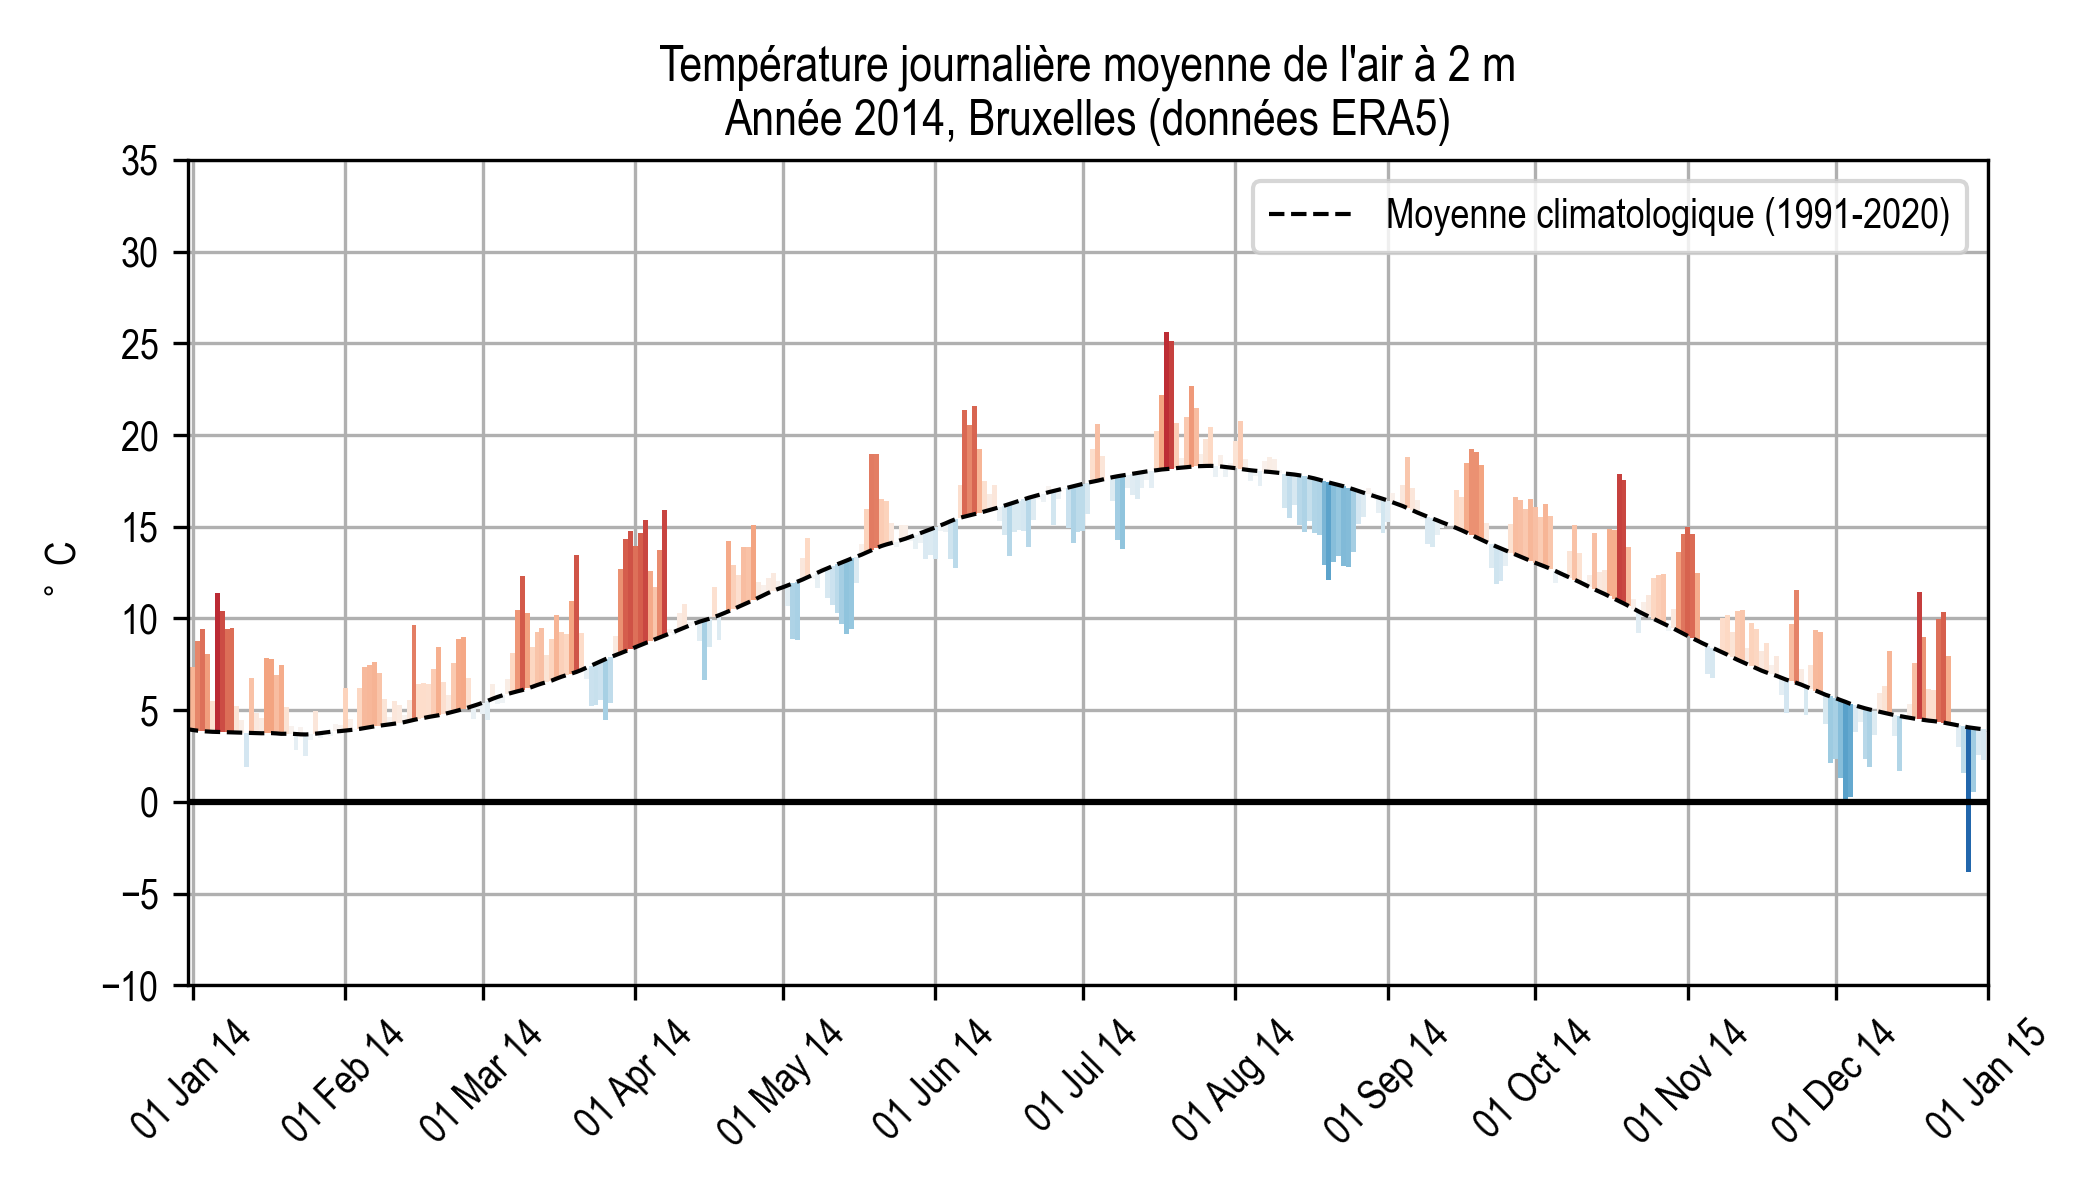 Température journalière moyenne de l'air à 2 m
Année 2014, Bruxelles (données ERA5)
Moyenne climatologique (1991-2020)
35
30
25
20
15
10
5
0
−5
−10
° C
01 Jan 14
01 Feb 14
01 Mar 14
01 Apr 14
01 May 14
01 Jun 14
01 Jul 14
01 Aug 14
01 Sep 14
01 Oct 14
01 Nov 14
01 Dec 14
01 Jan 15